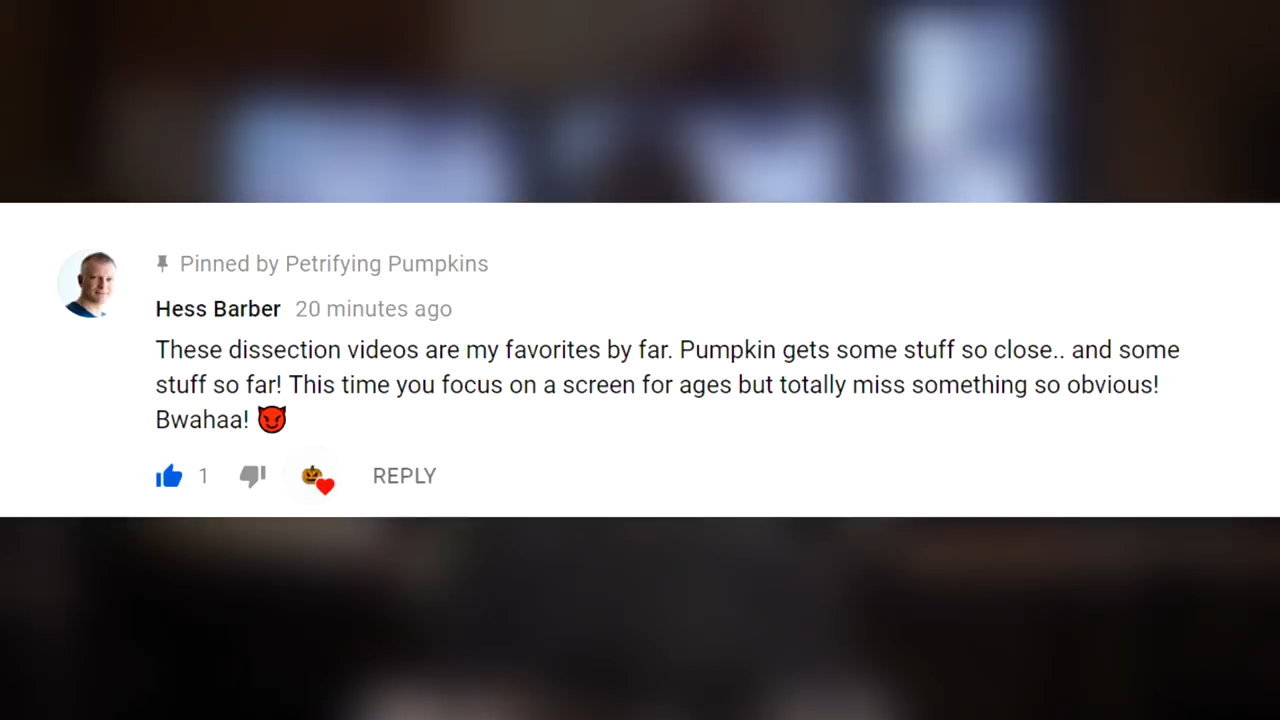 Pinned by Petrifying Pumpkins
Hess Barber 20 minutes ago
These dissection videos are my favorites by far. Pumpkin gets some stuff so close.. and some
stuff so far! This time you focus on a screen for ages but totally miss something so obvious!
Bwahaa! 😈
1 REPLY